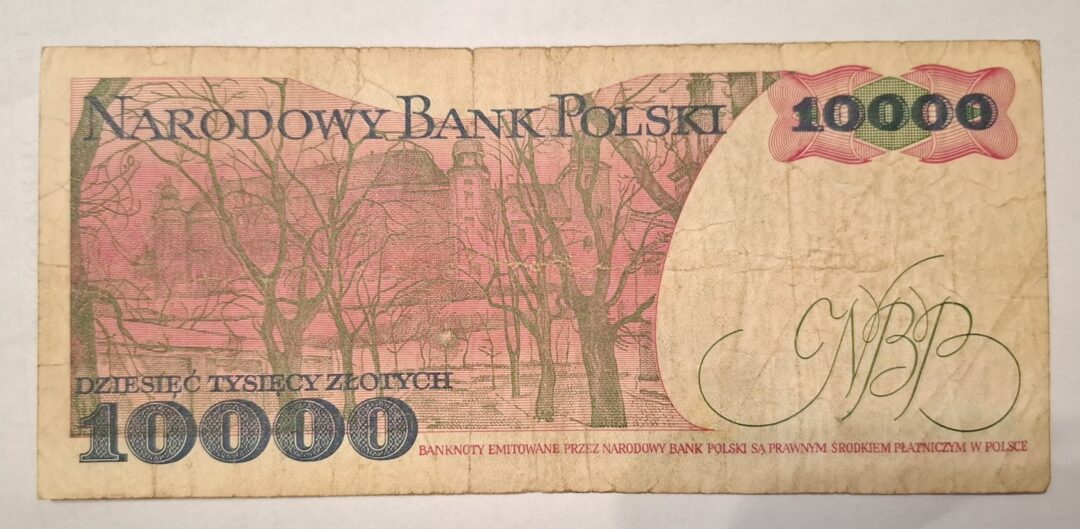 NARODOWY BANK POLSKI
10000
NBP
DZIESIĘĆ TYSIĘCY ZŁOTYCH
10000
BANKNOTY EMITOWANE PRZEZ NARODOWY BANK POLSKI SĄ PRAWNYM ŚRODKIEM PŁATNICZYM W POLSCE